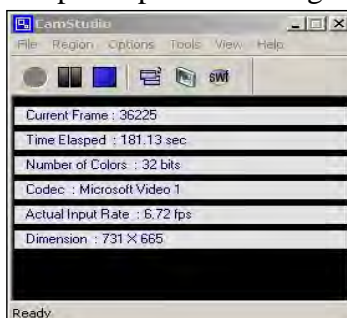 CamStudio
File Region Options Tools View Help
swf
Current Frame : 36225
Time Elasped : 181.13 sec
Number of Colors : 32 bits
Codec : Microsoft Video 1
Actual Input Rate : 6.72 fps
Dimension : 731 X 665
Ready